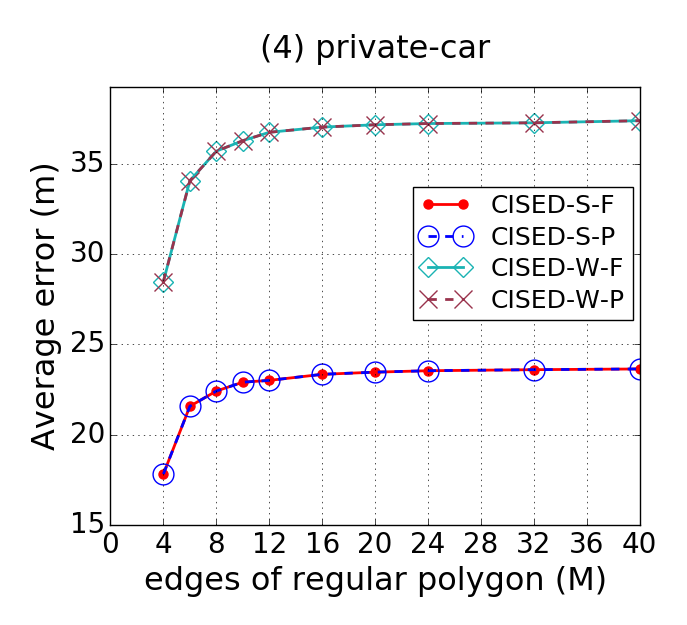 (4) private-car
Average error (m)
35
30
25
20
15
CISED-S-F
CISED-S-P
CISED-W-F
CISED-W-P
0 4 8 12 16 20 24 28 32 36 40
edges of regular polygon (M)